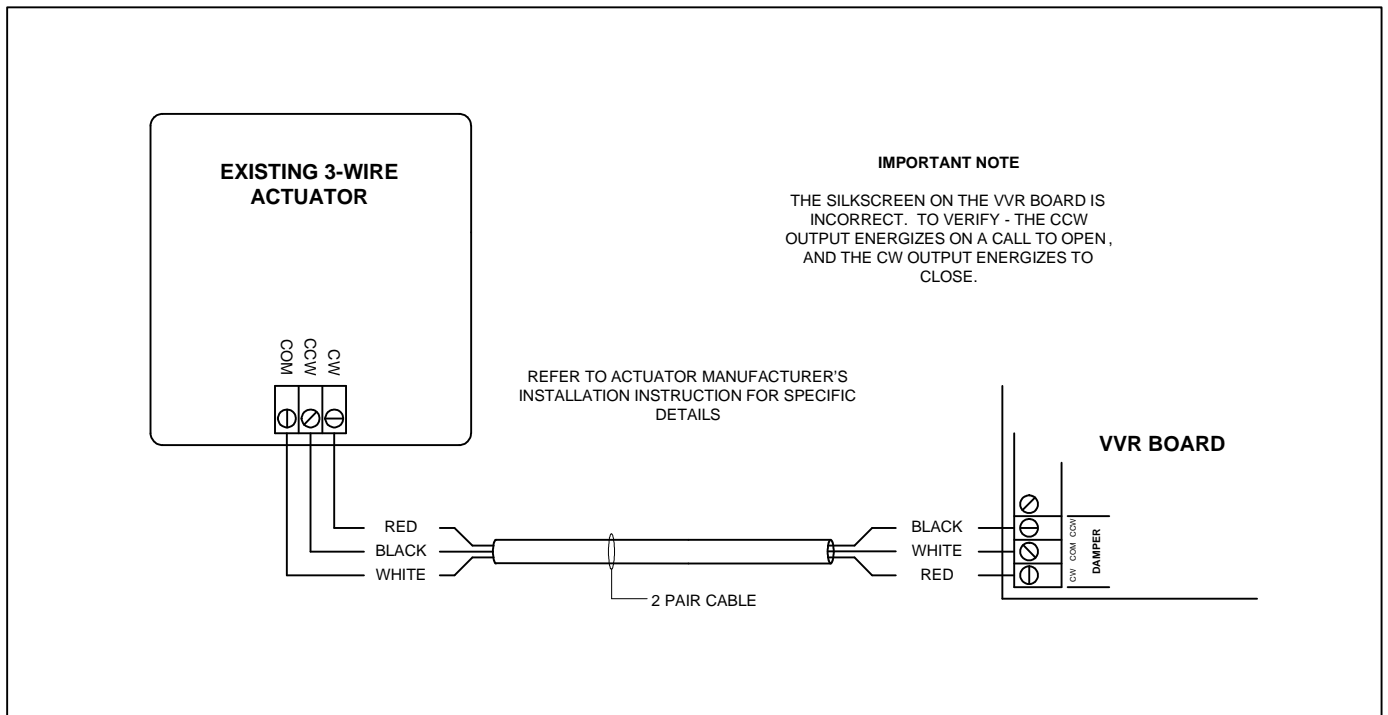 EXISTING 3-WIRE
ACTUATOR
COM
CCW
CW
IMPORTANT NOTE
THE SILKSCREEN ON THE VVR BOARD IS
INCORRECT. TO VERIFY - THE CCW
OUTPUT ENERGIZES ON A CALL TO OPEN,
AND THE CW OUTPUT ENERGIZES TO
CLOSE.
REFER TO ACTUATOR MANUFACTURER'S
INSTALLATION INSTRUCTION FOR SPECIFIC
DETAILS
RED
BLACK
WHITE
2 PAIR CABLE
VVR BOARD
BLACK
WHITE
RED
CCW
COM
CW
DAMPER